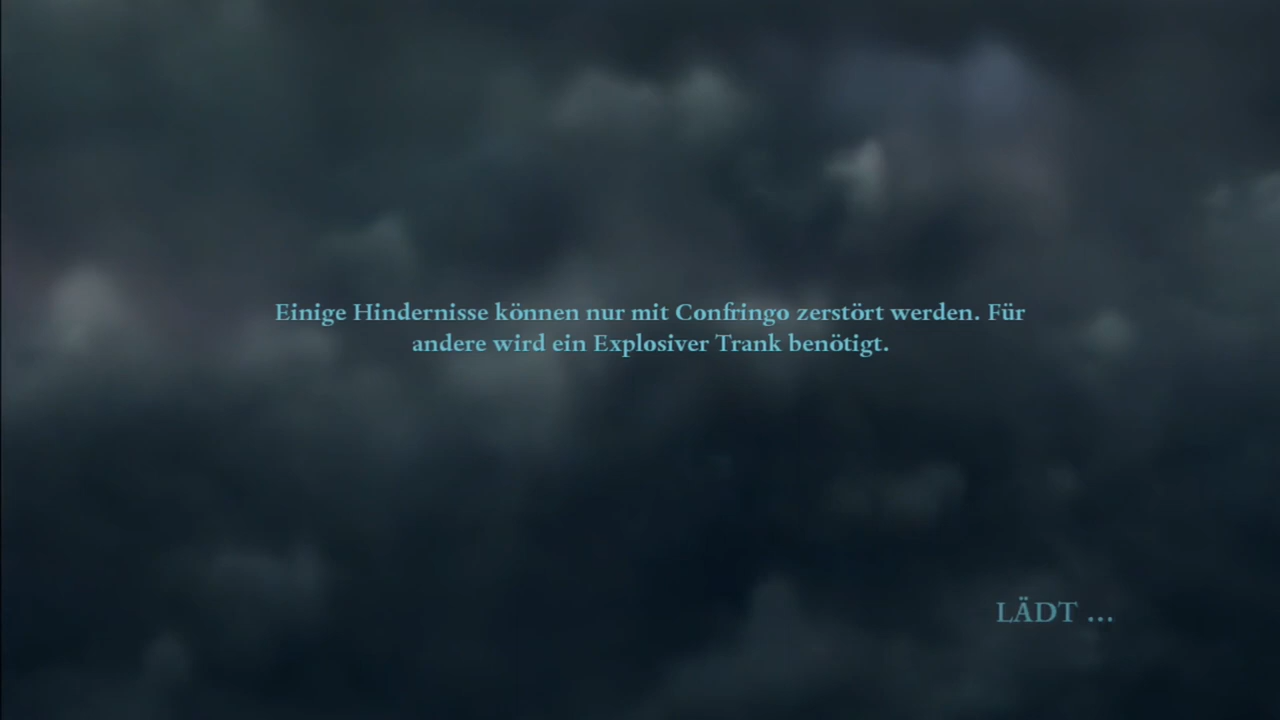 Einige Hindernisse können nur mit Confringo zerstört werden. Für
andere wird ein Explosiver Trank benötigt.
LÄDT ...